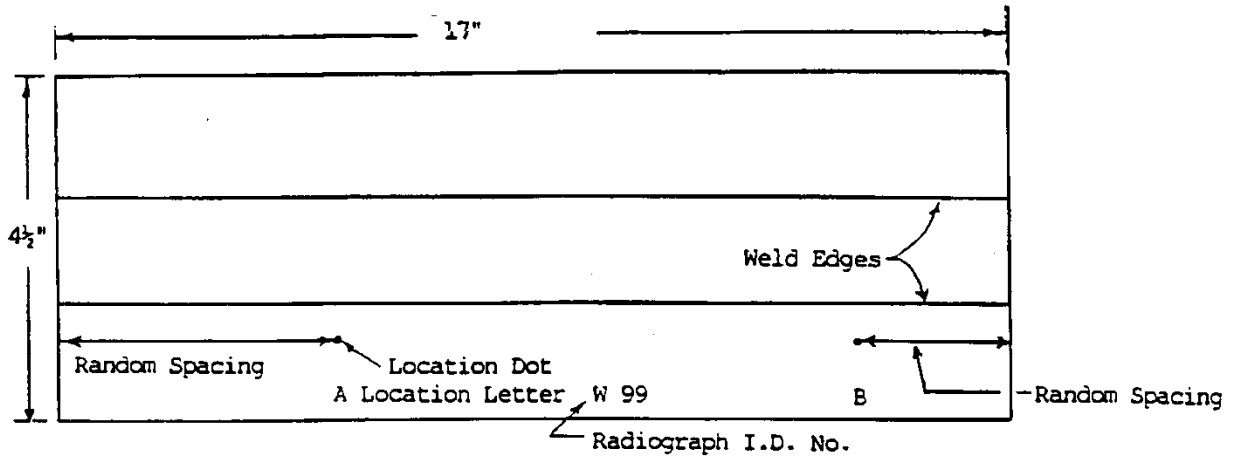 17"
4½"
Weld Edges
Random Spacing
Location Dot
A Location Letter W 99
B
Random Spacing
Radiograph I.D. No.